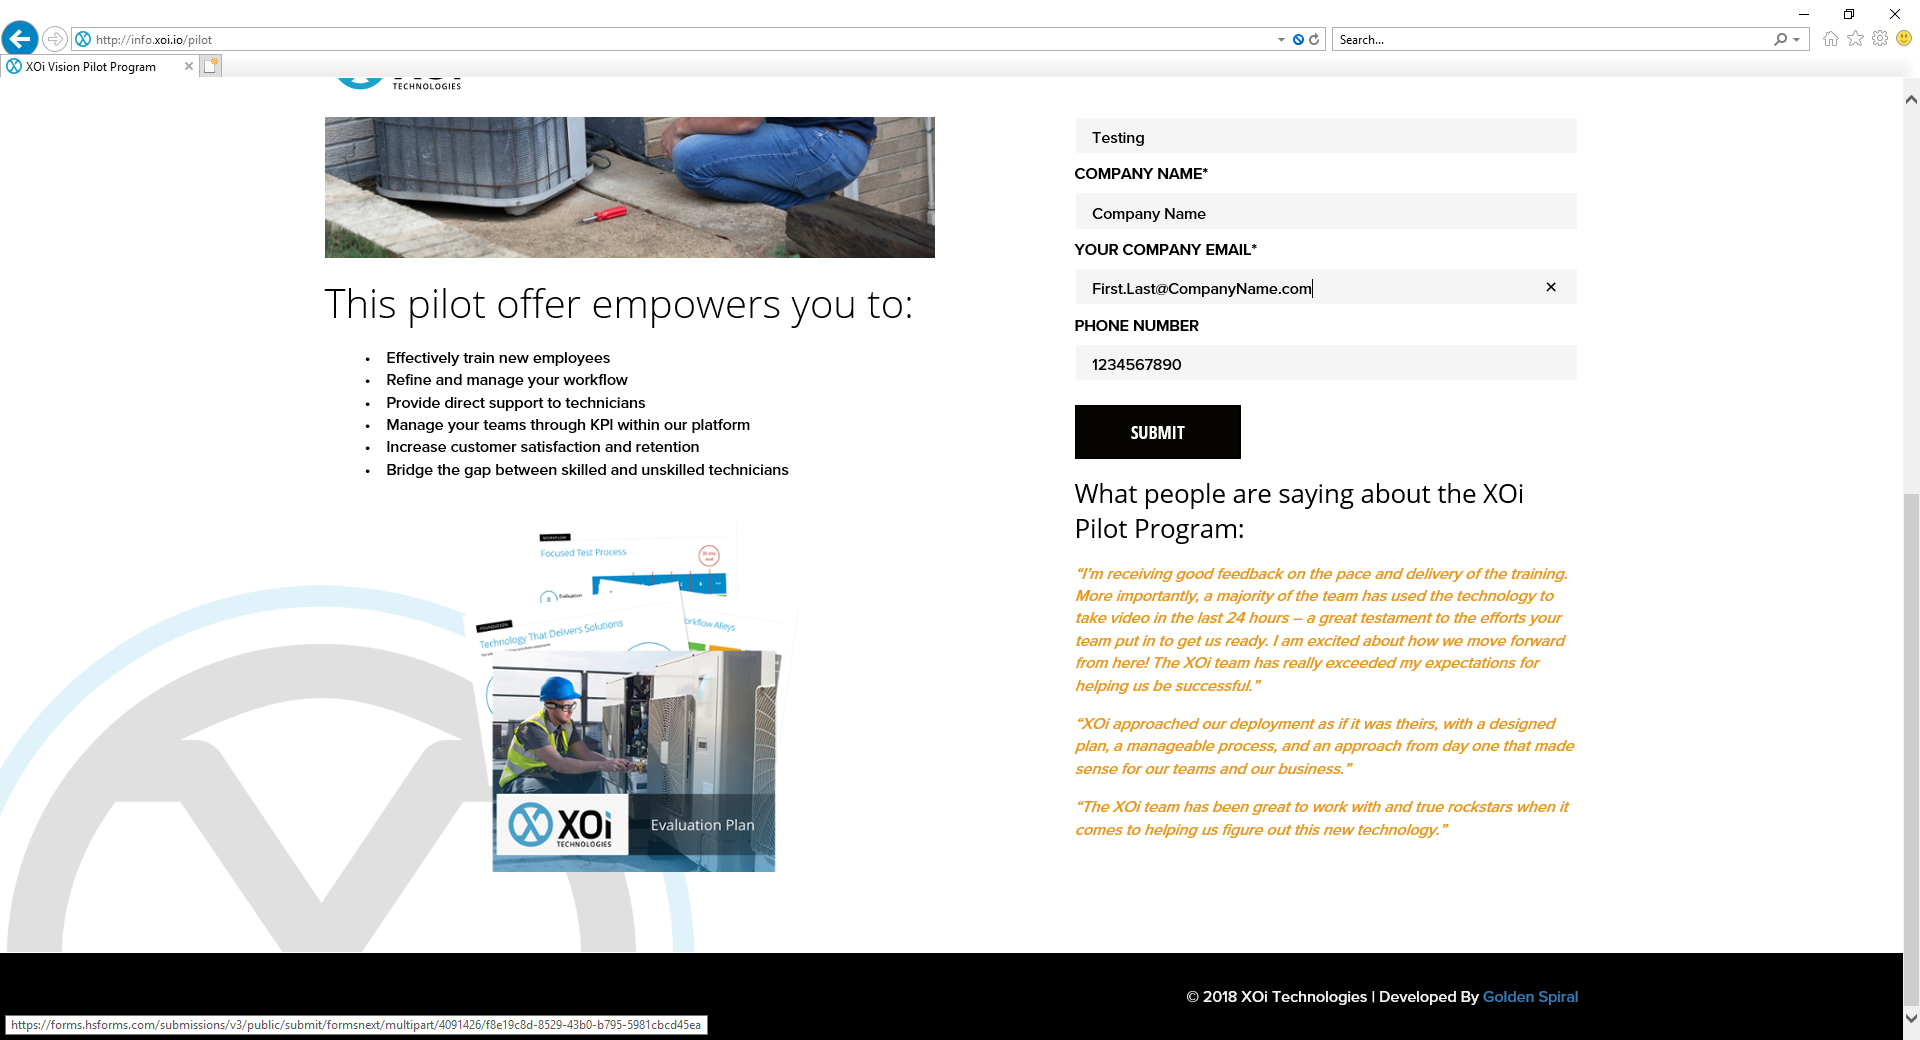 http://info.xoi.io/pilot
Search...
XOi Vision Pilot Program
TECHNOLOGIES
Testing
COMPANY NAME*
Company Name
YOUR COMPANY EMAIL*
First.Last@CompanyName.com
PHONE NUMBER
1234567890
SUBMIT
This pilot offer empowers you to:
• Effectively train new employees
• Refine and manage your workflow
• Provide direct support to technicians
• Manage your teams through KPI within our platform
• Increase customer satisfaction and retention
• Bridge the gap between skilled and unskilled technicians
WORKFLOW
Focused Test Process
Evaluation
FOUNDATION
Technology That Delivers Solutions
orkflow Alleys
XOi
TECHNOLOGIES
Evaluation Plan
What people are saying about the XOi
Pilot Program:
“I’m receiving good feedback on the pace and delivery of the training.
More importantly, a majority of the team has used the technology to
take video in the last 24 hours – a great testament to the efforts your
team put in to get us ready. I am excited about how we move forward
from here! The XOi team has really exceeded my expectations for
helping us be successful.”
“XOi approached our deployment as if it was theirs, with a designed
plan, a manageable process, and an approach from day one that made
sense for our teams and our business.”
“The XOi team has been great to work with and true rockstars when it
comes to helping us figure out this new technology.”
© 2018 XOi Technologies | Developed By Golden Spiral
https://forms.hsforms.com/submissions/v3/public/submit/formsnext/multipart/4091426/f8e19c8d-8529-43b0-b795-5981cbcd45ea